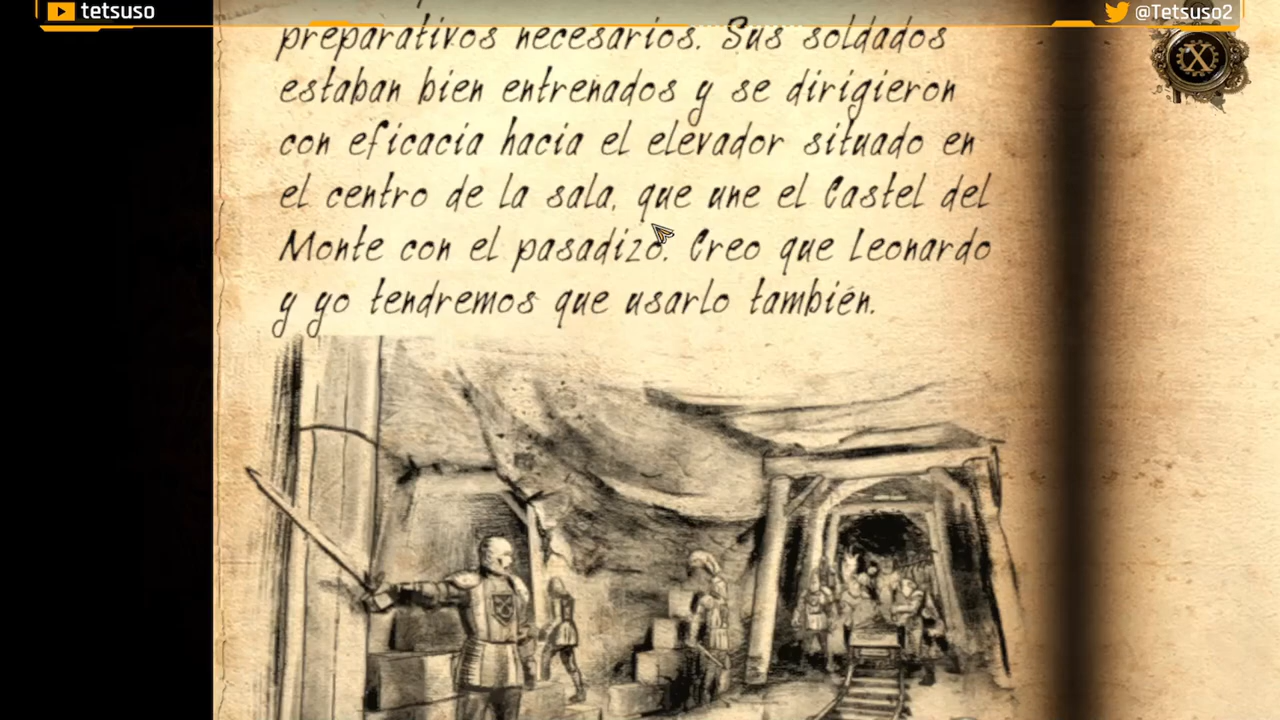 tetsuso
@Tetsuso2
preparativos necesarios. Sus soldados
estaban bien entrenados y se dirigieron
con eficacia hacia el elevador situado en
el centro de la sala, que une el Castel del
Monte con el pasadizo. Creo que Leonardo
y yo tendremos que usarlo también.
X